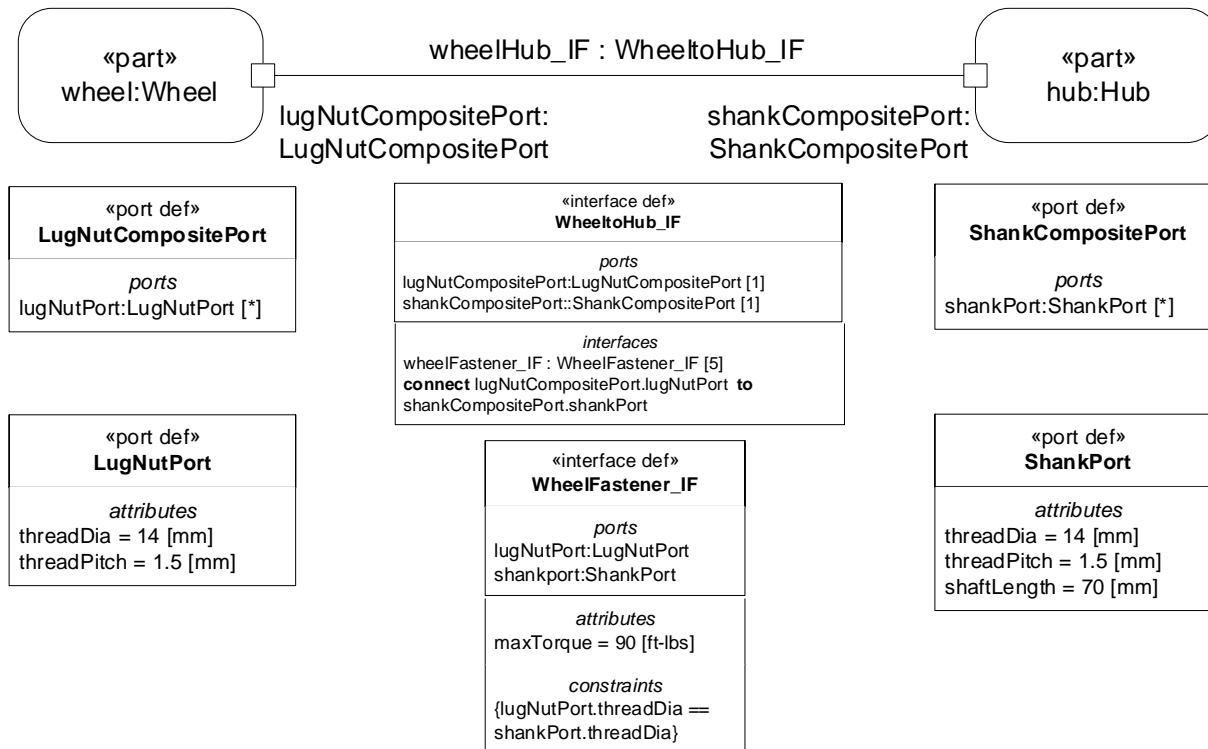 «part»
wheel:Wheel
wheelHub_IF : WheeltoHub_IF
«part»
hub:Hub
lugNutCompositePort:
LugNutCompositePort
shankCompositePort:
ShankCompositePort
«port def»
LugNutCompositePort
ports
lugNutPort:LugNutPort [*]
«interface def»
WheeltoHub_IF
ports
lugNutCompositePort:LugNutCompositePort [1]
shankCompositePort::ShankCompositePort [1]
interfaces
wheelFastener_IF : WheelFastener_IF [5]
connect lugNutCompositePort.lugNutPort to
shankCompositePort.shankPort
«port def»
ShankCompositePort
ports
shankPort:ShankPort [*]
«port def»
LugNutPort
attributes
threadDia = 14 [mm]
threadPitch = 1.5 [mm]
«interface def»
WheelFastener_IF
ports
lugNutPort:LugNutPort
shankport:ShankPort
attributes
maxTorque = 90 [ft-lbs]
constraints
{lugNutPort.threadDia ==
shankPort.threadDia}
«port def»
ShankPort
attributes
threadDia = 14 [mm]
threadPitch = 1.5 [mm]
shaftLength = 70 [mm]